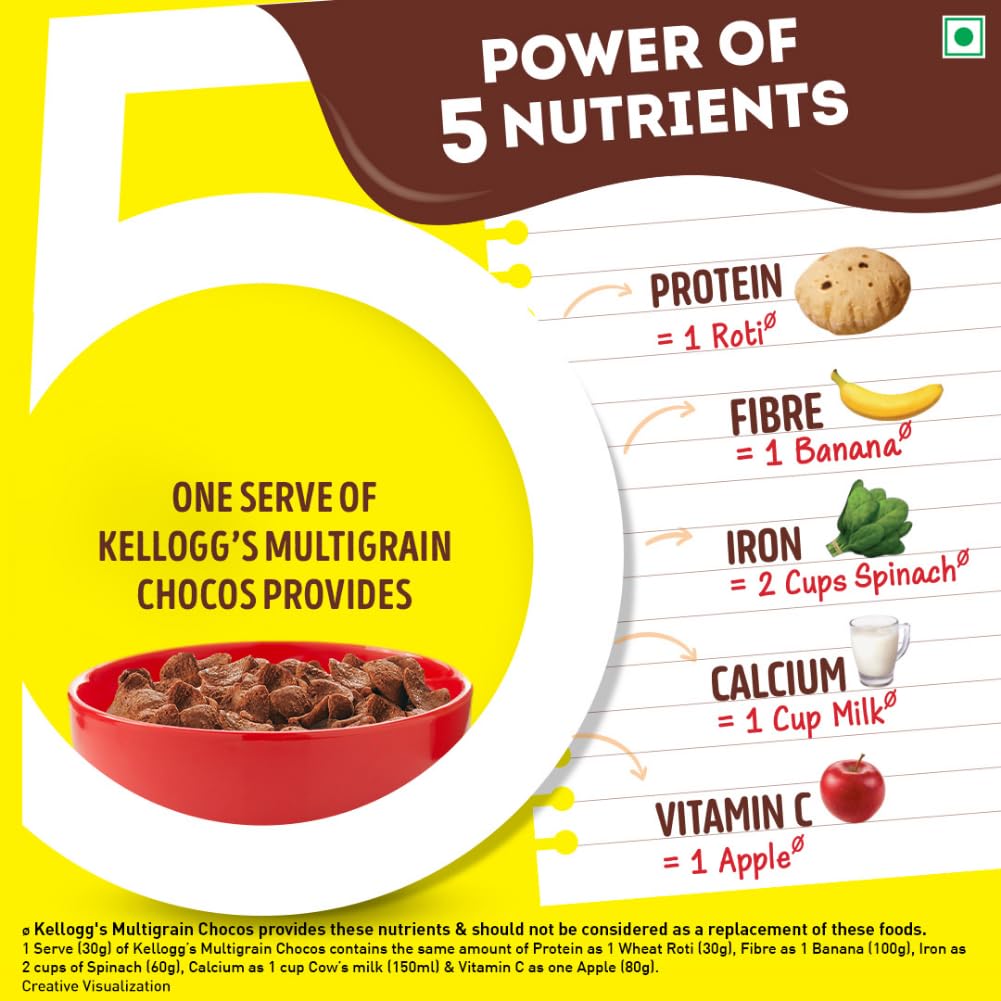 POWER OF
5 NUTRIENTS
5
ONE SERVE OF
KELLOGG'S MULTIGRAIN
CHOCOS PROVIDES
PROTEIN
= 1 Rotiø
FIBRE
= 1 Bananaø
IRON
= 2 Cups Spinachø
CALCIUM
= 1 Cup Milkø
VITAMIN C
= 1 Appleø
ø Kellogg's Multigrain Chocos provides these nutrients & should not be considered as a replacement of these foods.
1 Serve (30g) of Kellogg's Multigrain Chocos contains the same amount of Protein as 1 Wheat Roti (30g), Fibre as 1 Banana (100g), Iron as
2 cups of Spinach (60g), Calcium as 1 cup Cow's milk (150ml) & Vitamin C as one Apple (80g).
Creative Visualization